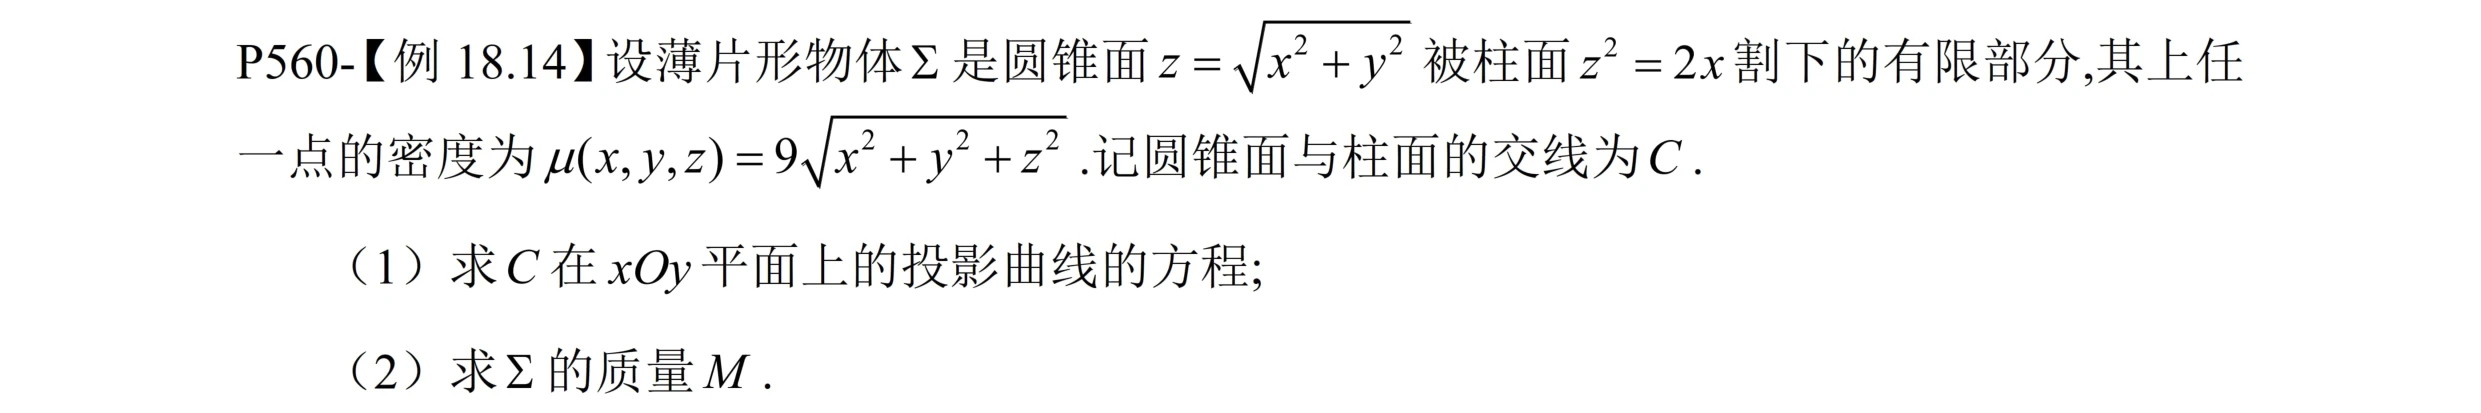 P560-【例 18.14】设薄片形物体 Σ 是圆锥面 $z=\sqrt{x^2+y^2}$ 被柱面 $z^2=2x$ 割下的有限部分,其上任
一点的密度为 $\mu(x,y,z)=9\sqrt{x^2+y^2+z^2}$ .记圆锥面与柱面的交线为 $C$ .
（1）求 $C$ 在 $xOy$ 平面上的投影曲线的方程;
（2）求 Σ 的质量 $M$ .